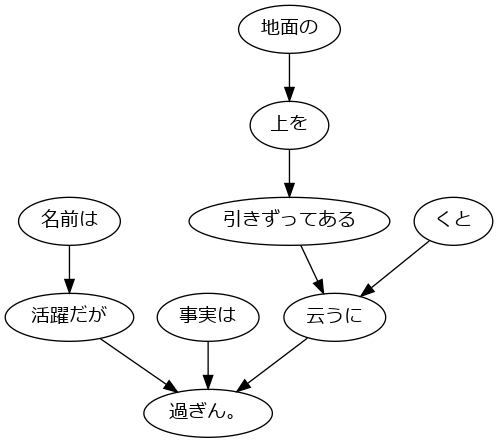 地面の
上を
名前は
引きずってある
くと
活躍だが
事実は
云うに
過ぎん。